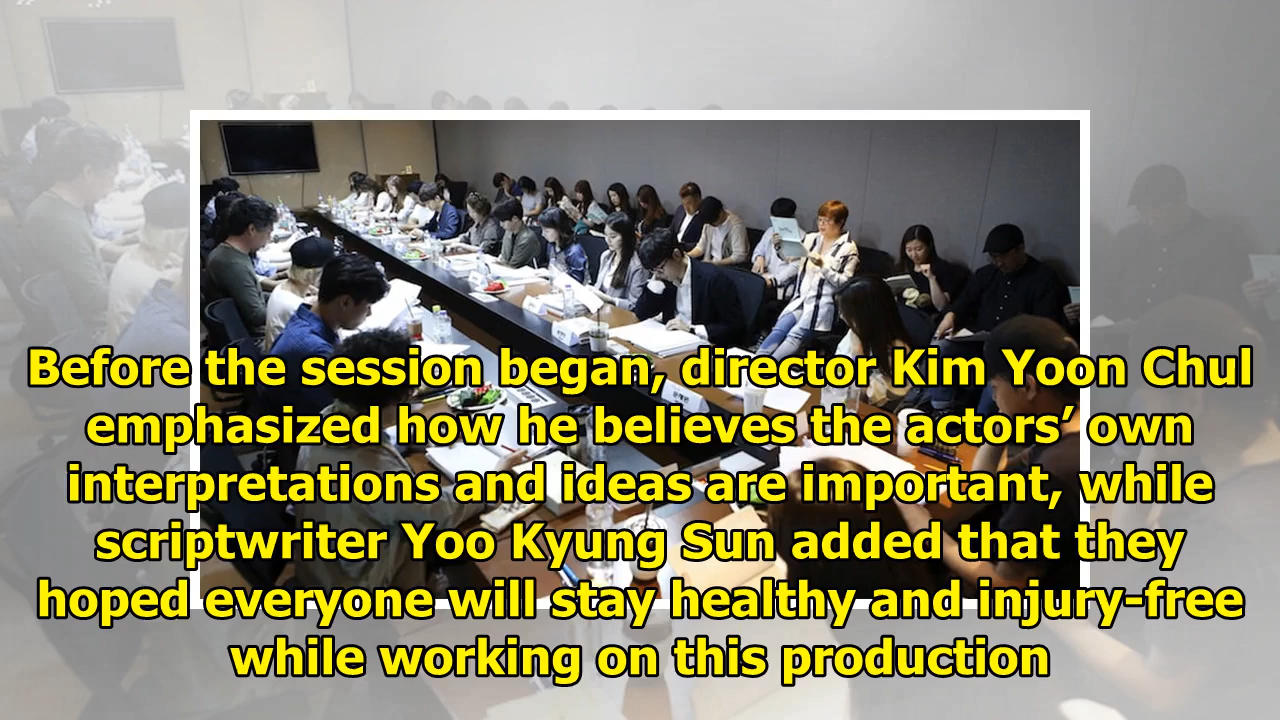 Before the session began, director Kim Yoon Chul
emphasized how he believes the actors’ own
interpretations and ideas are important, while
scriptwriter Yoo Kyung Sun added that they
hoped everyone will stay healthy and injury-free
while working on this production